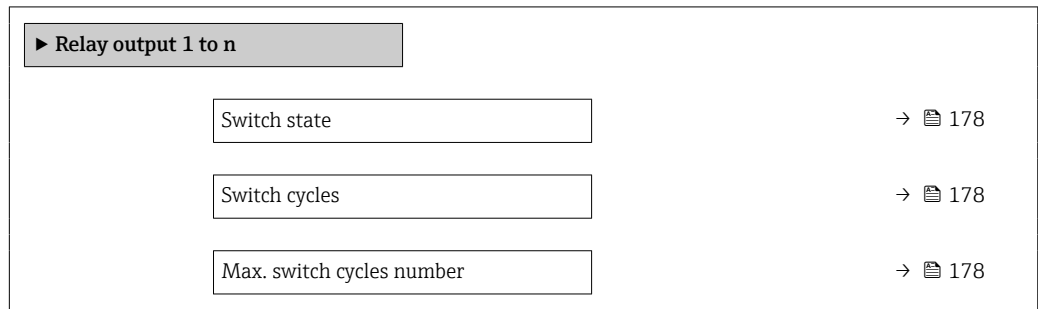 ▶ Relay output 1 to n
Switch state → 178
Switch cycles → 178
Max. switch cycles number → 178